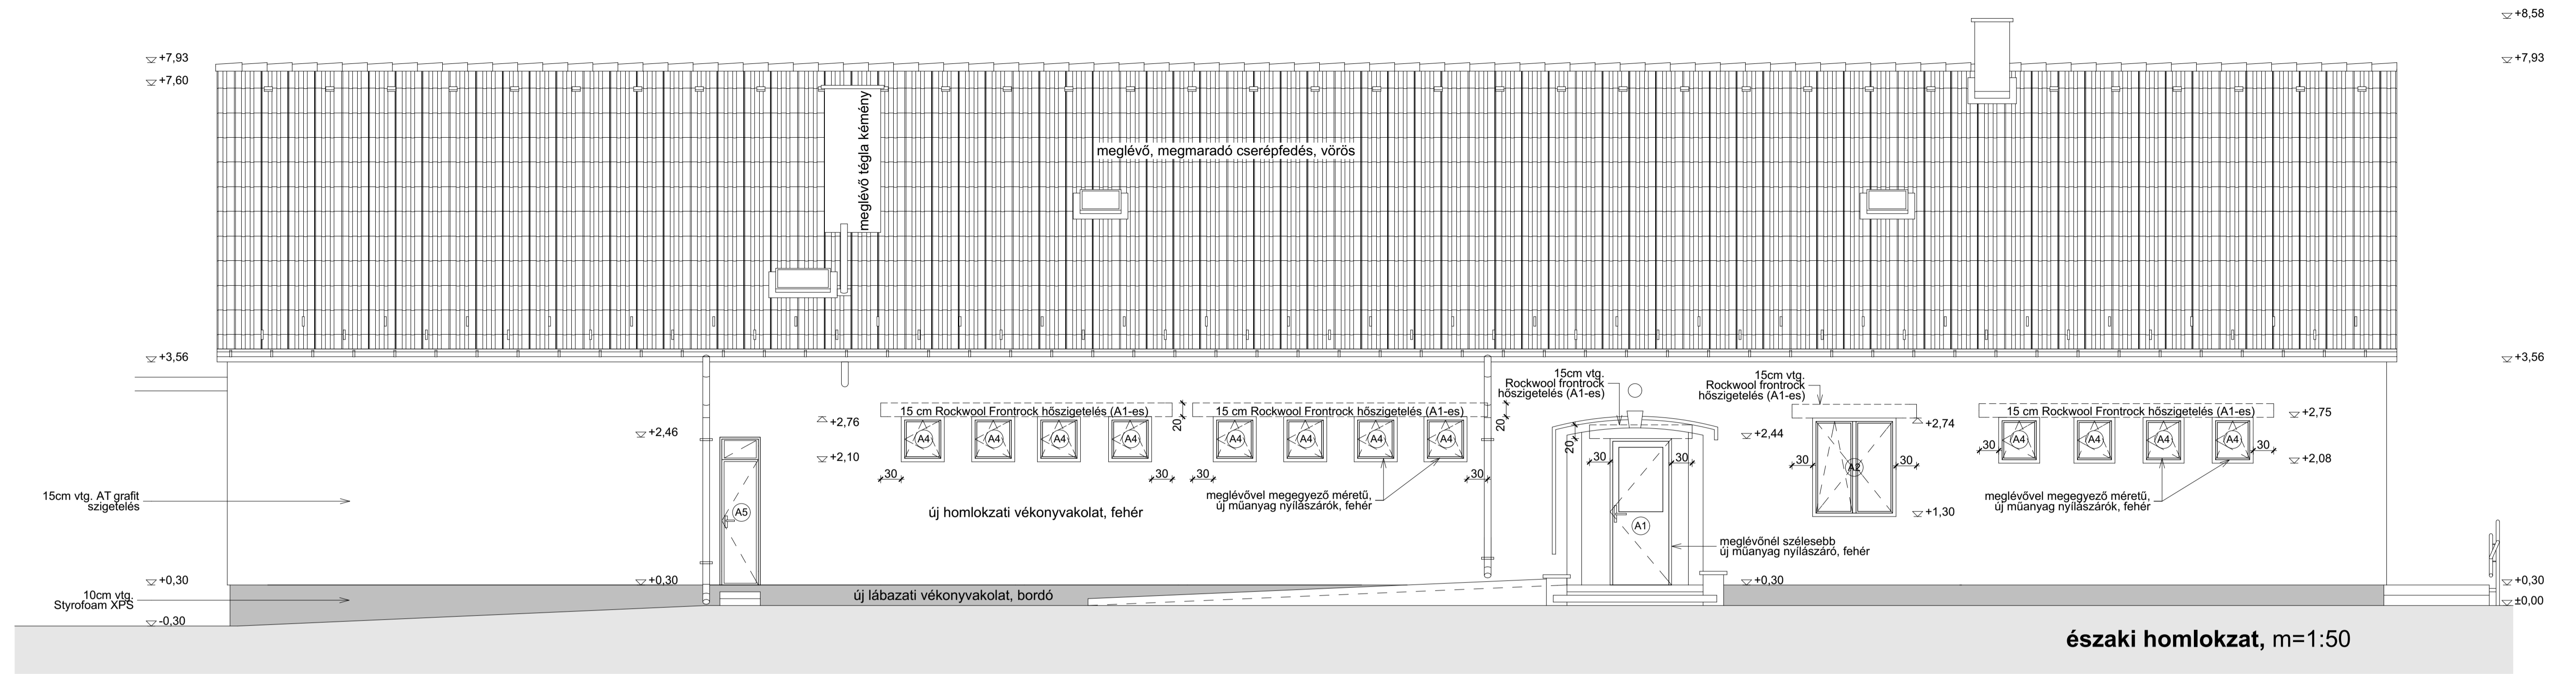 +8,58
+7,93
+7,93
+7,60
meglévő tégla kémény
meglévő, megmaradó cserépfedés, vörös
+3,56
+3,56
15cm vtg.
Rockwool frontrock
hőszigetelés (A1-es)
15cm vtg.
Rockwool frontrock
hőszigetelés (A1-es)
15 cm Rockwool Frontrock hőszigetelés (A1-es)
20
15 cm Rockwool Frontrock hőszigetelés (A1-es)
20
15 cm Rockwool Frontrock hőszigetelés (A1-es)
+2,75
+2,46
+2,76
+2,10
A4
A4
A4
A4
A4
A4
A4
A4
20
+2,44
+2,74
A4
A4
A4
A4
+2,08
30
30
30
30
30
30
30
30
30
30
A2
15cm vtg. AT grafit
szigetelés
A5
új homlokzati vékonyvakolat, fehér
meglévővel megegyező méretű,
új műanyag nyílászárók, fehér
A1
+1,30
meglévővel megegyező méretű,
új műanyag nyílászárók, fehér
meglévőnél szélesebb
új műanyag nyílászáró, fehér
+0,30
+0,30
+0,30
+0,30
10cm vtg.
Styrofoam XPS
új lábazati vékonyvakolat, bordó
±0,00
-0,30
északi homlokzat, m=1:50